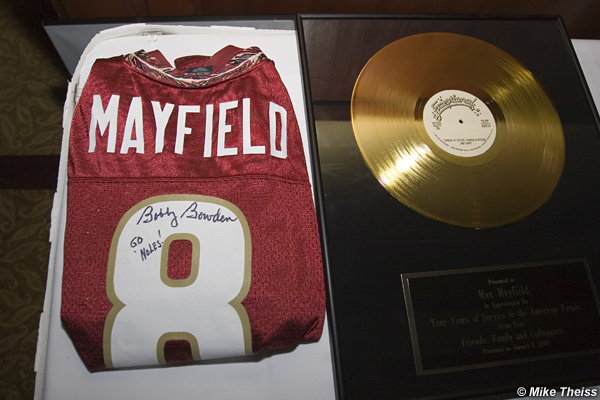 MAYFIELD
Bobby Bowden
GO
'NOLES!
8
Presented to
Max Mayfield
In Appreciation for
Your Years of Service to the American People.
From Your
Friends, Family and Colleagues.
© Mike Theiss